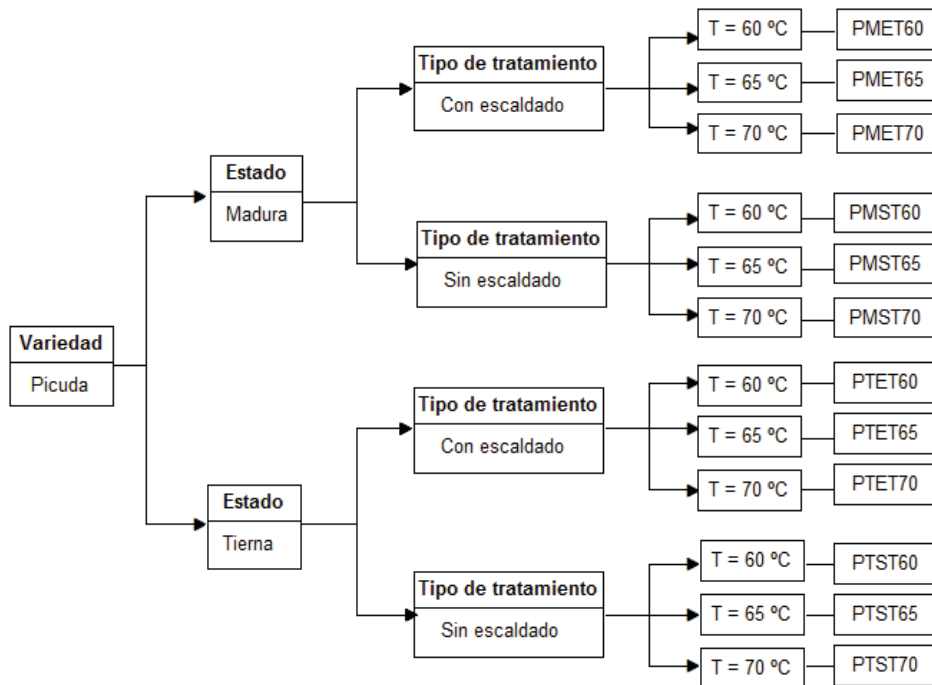 Variedad
Picuda
Estado
Madura
Tipo de tratamiento
Con escaldado
T = 60 ºC
PMET60
T = 65 ºC
PMET65
T = 70 ºC
PMET70
Tipo de tratamiento
Sin escaldado
T = 60 ºC
PMST60
T = 65 ºC
PMST65
T = 70 ºC
PMST70
Estado
Tierna
Tipo de tratamiento
Con escaldado
T = 60 ºC
PTET60
T = 65 ºC
PTET65
T = 70 ºC
PTET70
Tipo de tratamiento
Sin escaldado
T = 60 ºC
PTST60
T = 65 ºC
PTST65
T = 70 ºC
PTST70